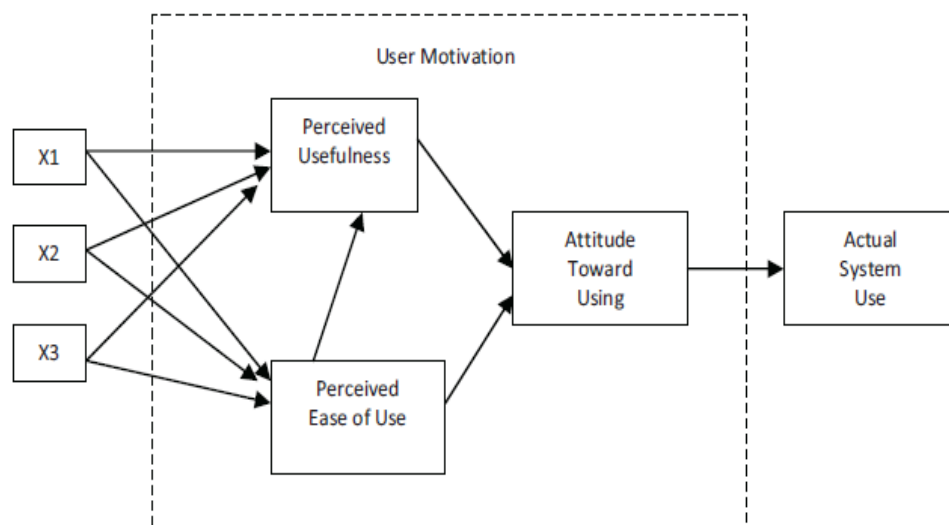 User Motivation
Perceived
Usefulness
X1
X2
Attitude
Toward
Using
Actual
System
Use
X3
Perceived
Ease of Use